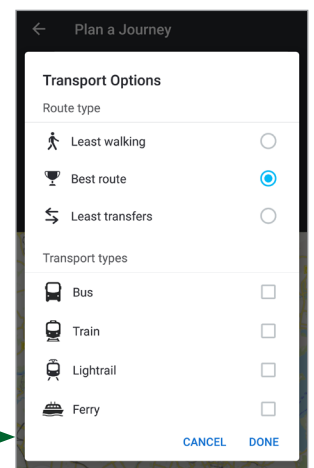 Plan a Journey
Transport Options
Route type
Least walking
Best route
Least transfers
Transport types
Bus
Train
Lightrail
Ferry
CANCEL DONE